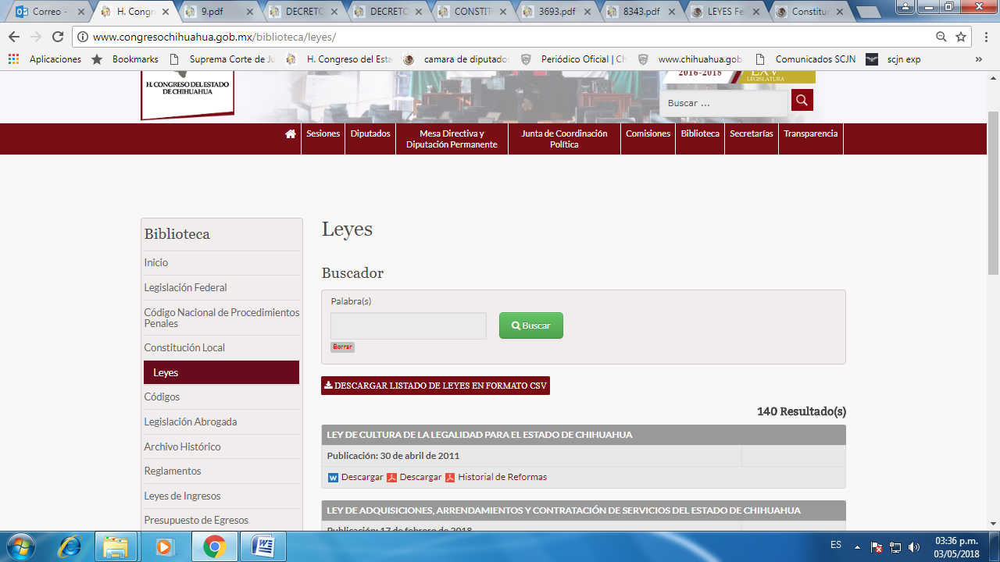 Correo -
H. Congr
9.pdf
DECRETO
DECRETO
CONSTIT
3693.pdf
8343.pdf
LEYES Fe
Constituc
www.congresochihuahua.gob.mx/biblioteca/leyes/
Aplicaciones
Bookmarks
Suprema Corte de Ju
H. Congreso del Esta
camara de diputados
Periódico Oficial | Ch
www.chihuahua.gob
Comunicados SCJN
scjn exp
»
H. CONGRESO DEL ESTADO
DE CHIHUAHUA
2016-2018
LXV
LEGISLATURA
Buscar ...
Sesiones
Diputados
Mesa Directiva y
Diputación Permanente
Junta de Coordinación
Política
Comisiones
Biblioteca
Secretarías
Transparencia
Biblioteca
Inicio
Legislación Federal
Código Nacional de Procedimientos
Penales
Constitución Local
Leyes
Códigos
Legislación Abrogada
Archivo Histórico
Reglamentos
Leyes de Ingresos
Presupuesto de Egresos
Leyes
Buscador
Palabra(s)
Buscar
Borrar
DESCARGAR LISTADO DE LEYES EN FORMATO CSV
140 Resultado(s)
LEY DE CULTURA DE LA LEGALIDAD PARA EL ESTADO DE CHIHUAHUA
Publicación: 30 de abril de 2011
Descargar Descargar Historial de Reformas
LEY DE ADQUISICIONES, ARRENDAMIENTOS Y CONTRATACIÓN DE SERVICIOS DEL ESTADO DE CHIHUAHUA
Publicación: 17 de febrero de 2018
ES
03:36 p.m.
03/05/2018